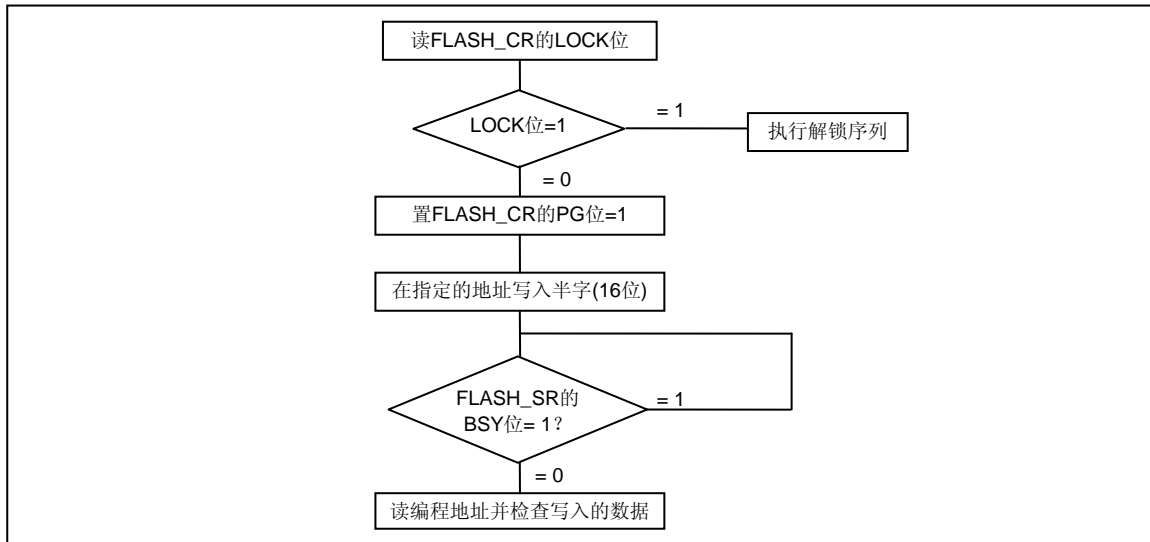 读FLASH_CR的LOCK位
= 1
LOCK位=1
执行解锁序列
= 0
置FLASH_CR的PG位=1
在指定的地址写入半字(16位)
FLASH_SR的
BSY位= 1?
= 1
= 0
读编程地址并检查写入的数据